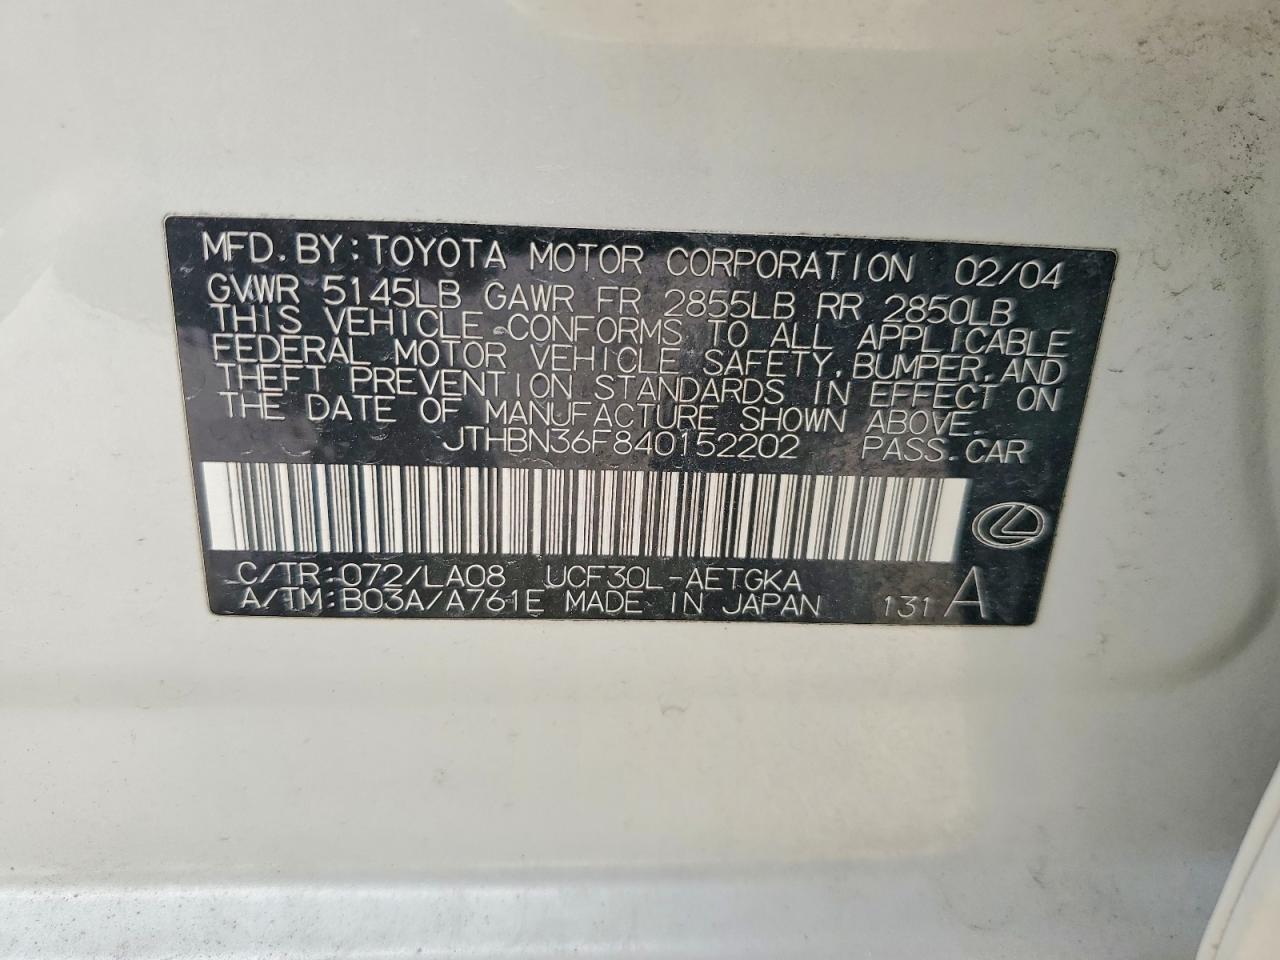 MFD. BY: TOYOTA MOTOR CORPORATION 02/04
GVWR 5145LB GAWR FR 2855LB RR 2850LB
THIS VEHICLE CONFORMS TO ALL APPLICABLE
FEDERAL MOTOR VEHICLE SAFETY, BUMPER, AND
THEFT PREVENTION STANDARDS IN EFFECT ON
THE DATE OF MANUFACTURE SHOWN ABOVE.
JTHBN36F840152202 PASS. CAR
C/TR: 072/LA08 UCF30L-AETGKA
A/TM: B03A/A761E MADE IN JAPAN 131 A